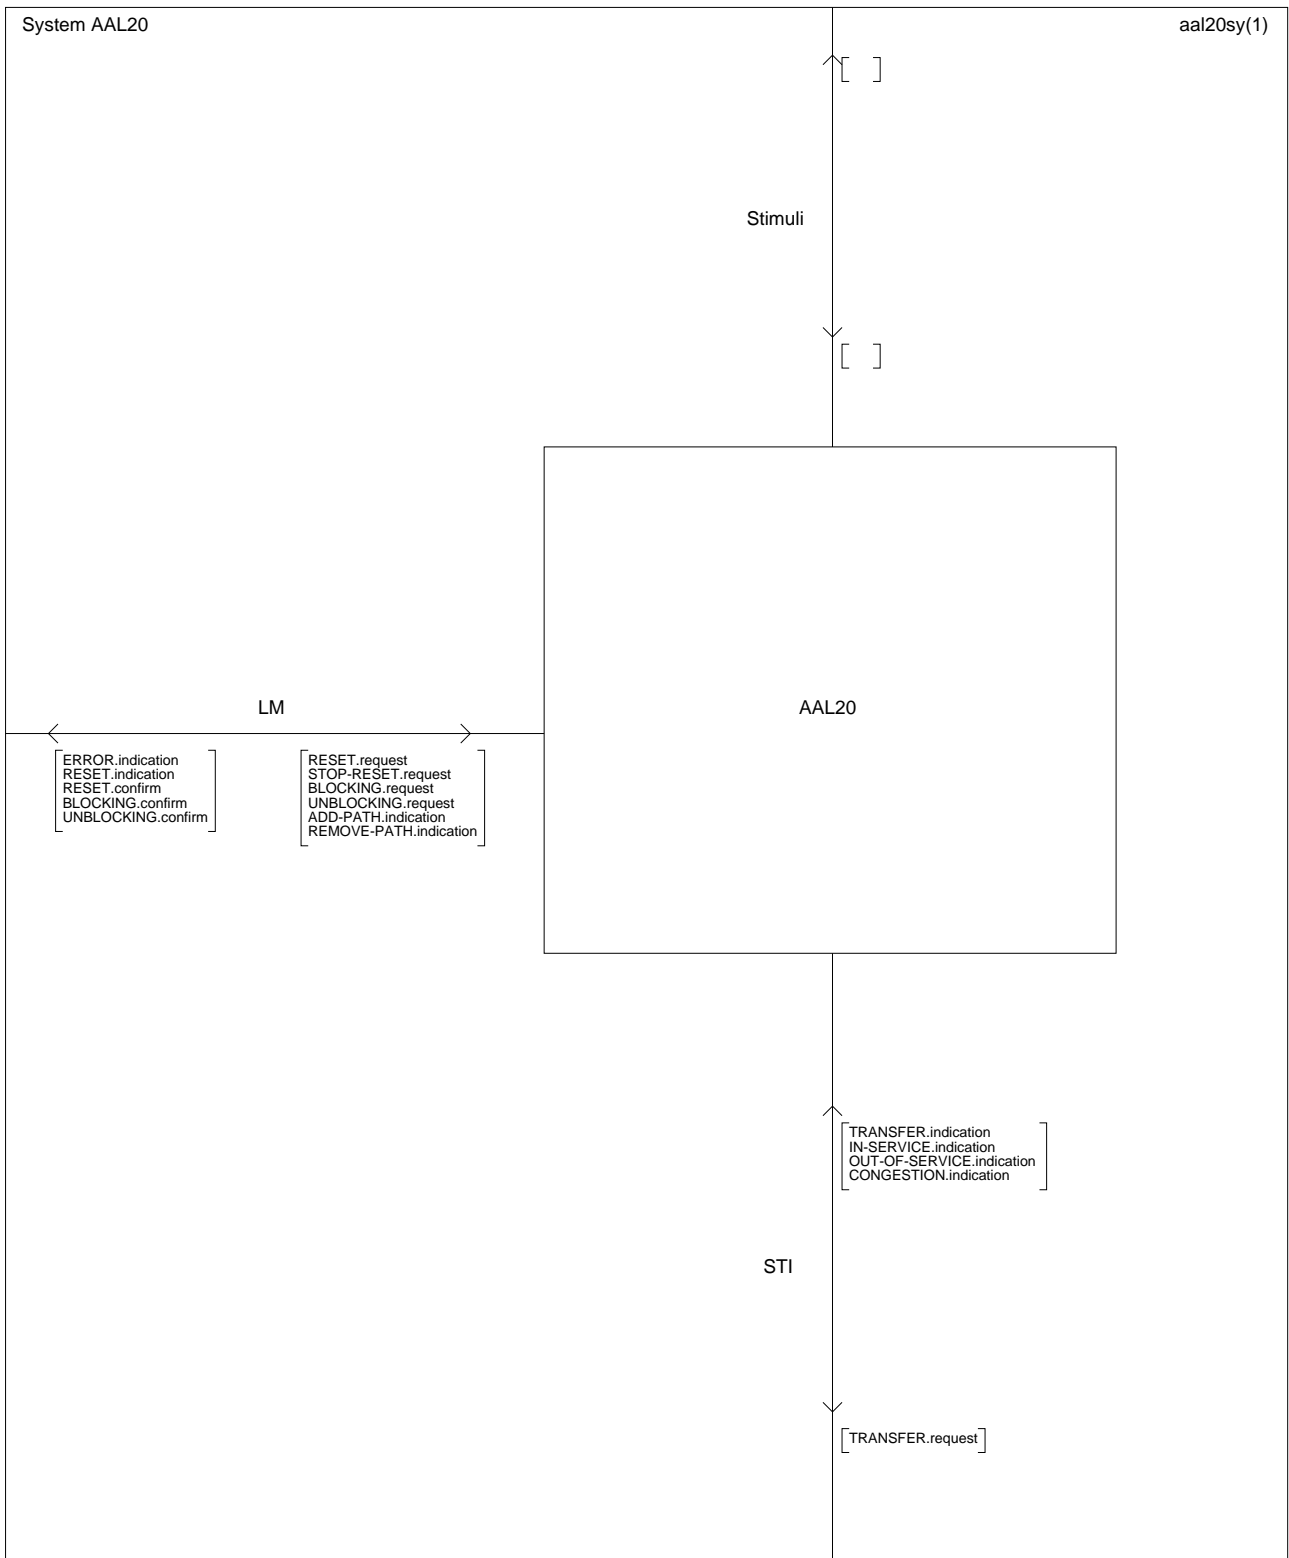 System AAL20
aal20sy(1)
[ ]
Stimuli
[ ]
LM
AAL20
ERROR.indication
RESET.indication
RESET.confirm
BLOCKING.confirm
UNBLOCKING.confirm
RESET.request
STOP-RESET.request
BLOCKING.request
UNBLOCKING.request
ADD-PATH.indication
REMOVE-PATH.indication
TRANSFER.indication
IN-SERVICE.indication
OUT-OF-SERVICE.indication
CONGESTION.indication
STI
TRANSFER.request